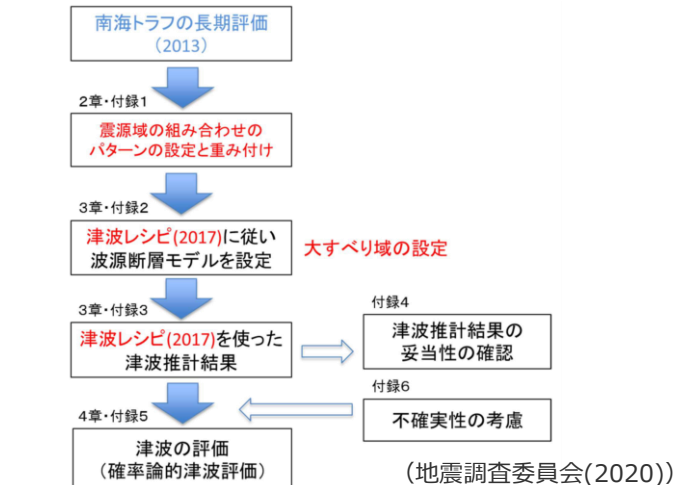 南海トラフの長期評価
(2013)
2章・付録1
震源域の組み合わせの
パターンの設定と重み付け
3章・付録2
津波レシピ(2017)に従い
波源断層モデルを設定
大すべり域の設定
3章・付録3
津波レシピ(2017)を使った
津波推計結果
付録4
津波推計結果の
妥当性の確認
付録6
不確実性の考慮
4章・付録5
津波の評価
(確率論的津波評価)
（地震調査委員会(2020)）